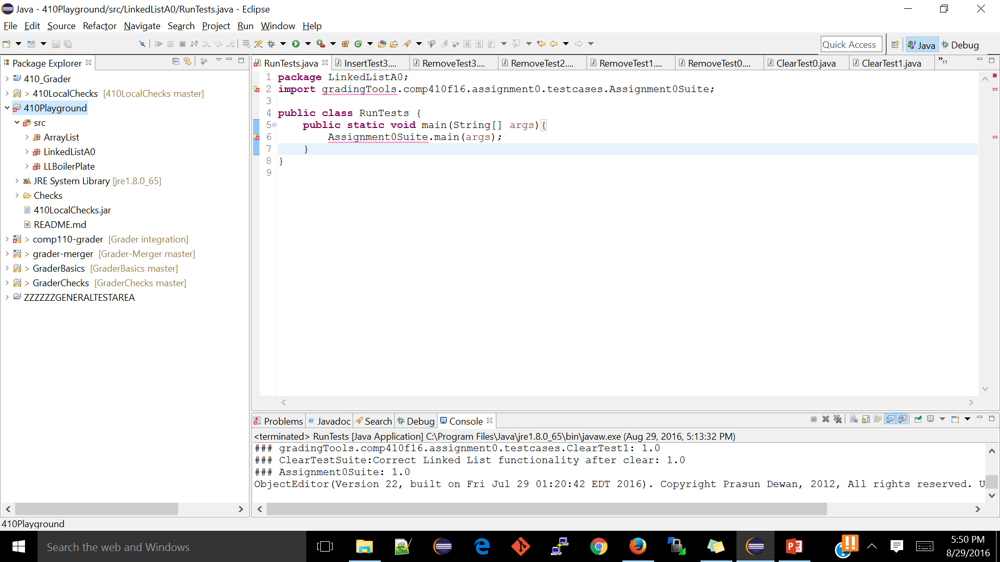 Java - 410Playground/src/LinkedListA0/RunTests.java - Eclipse
File Edit Source Refactor Navigate Search Project Run Window Help
Quick Access Java Debug
Package Explorer
RunTests.java InsertTest3.... RemoveTest3.... RemoveTest2.... RemoveTest1.... RemoveTest0.... ClearTest0.java ClearTest1.java »11
410_Grader
> 410LocalChecks [410LocalChecks master]
410Playground
src
ArrayList
LinkedListA0
LLBoilerPlate
JRE System Library [jre1.8.0_65]
Checks
410LocalChecks.jar
README.md
> comp110-grader [Grader integration]
> grader-merger [Grader-Merger master]
> GraderBasics [GraderBasics master]
> GraderChecks [GraderChecks master]
ZZZZZZGENERALTESTAREA
1 package LinkedListA0;
2 import gradingTools.comp410f16.assignment0.testcases.Assignment0Suite;
3
4 public class RunTests {
5 public static void main(String[] args){
6 Assignment0Suite.main(args);
7 }
8 }
9
Problems @ Javadoc Search Debug Console
<terminated> RunTests [Java Application] C:\Program Files\Java\jre1.8.0_65\bin\javaw.exe (Aug 29, 2016, 5:13:32 PM)
### gradingTools.comp410f16.assignment0.testcases.ClearTest1: 1.0
### ClearTestSuite:Correct Linked List functionality after clear: 1.0
### Assignment0Suite: 1.0
ObjectEditor(Version 22, built on Fri Jul 29 01:20:42 EDT 2016). Copyright Prasun Dewan, 2012, All rights reserved. U
410Playground
Search the web and Windows
5:50 PM
8/29/2016